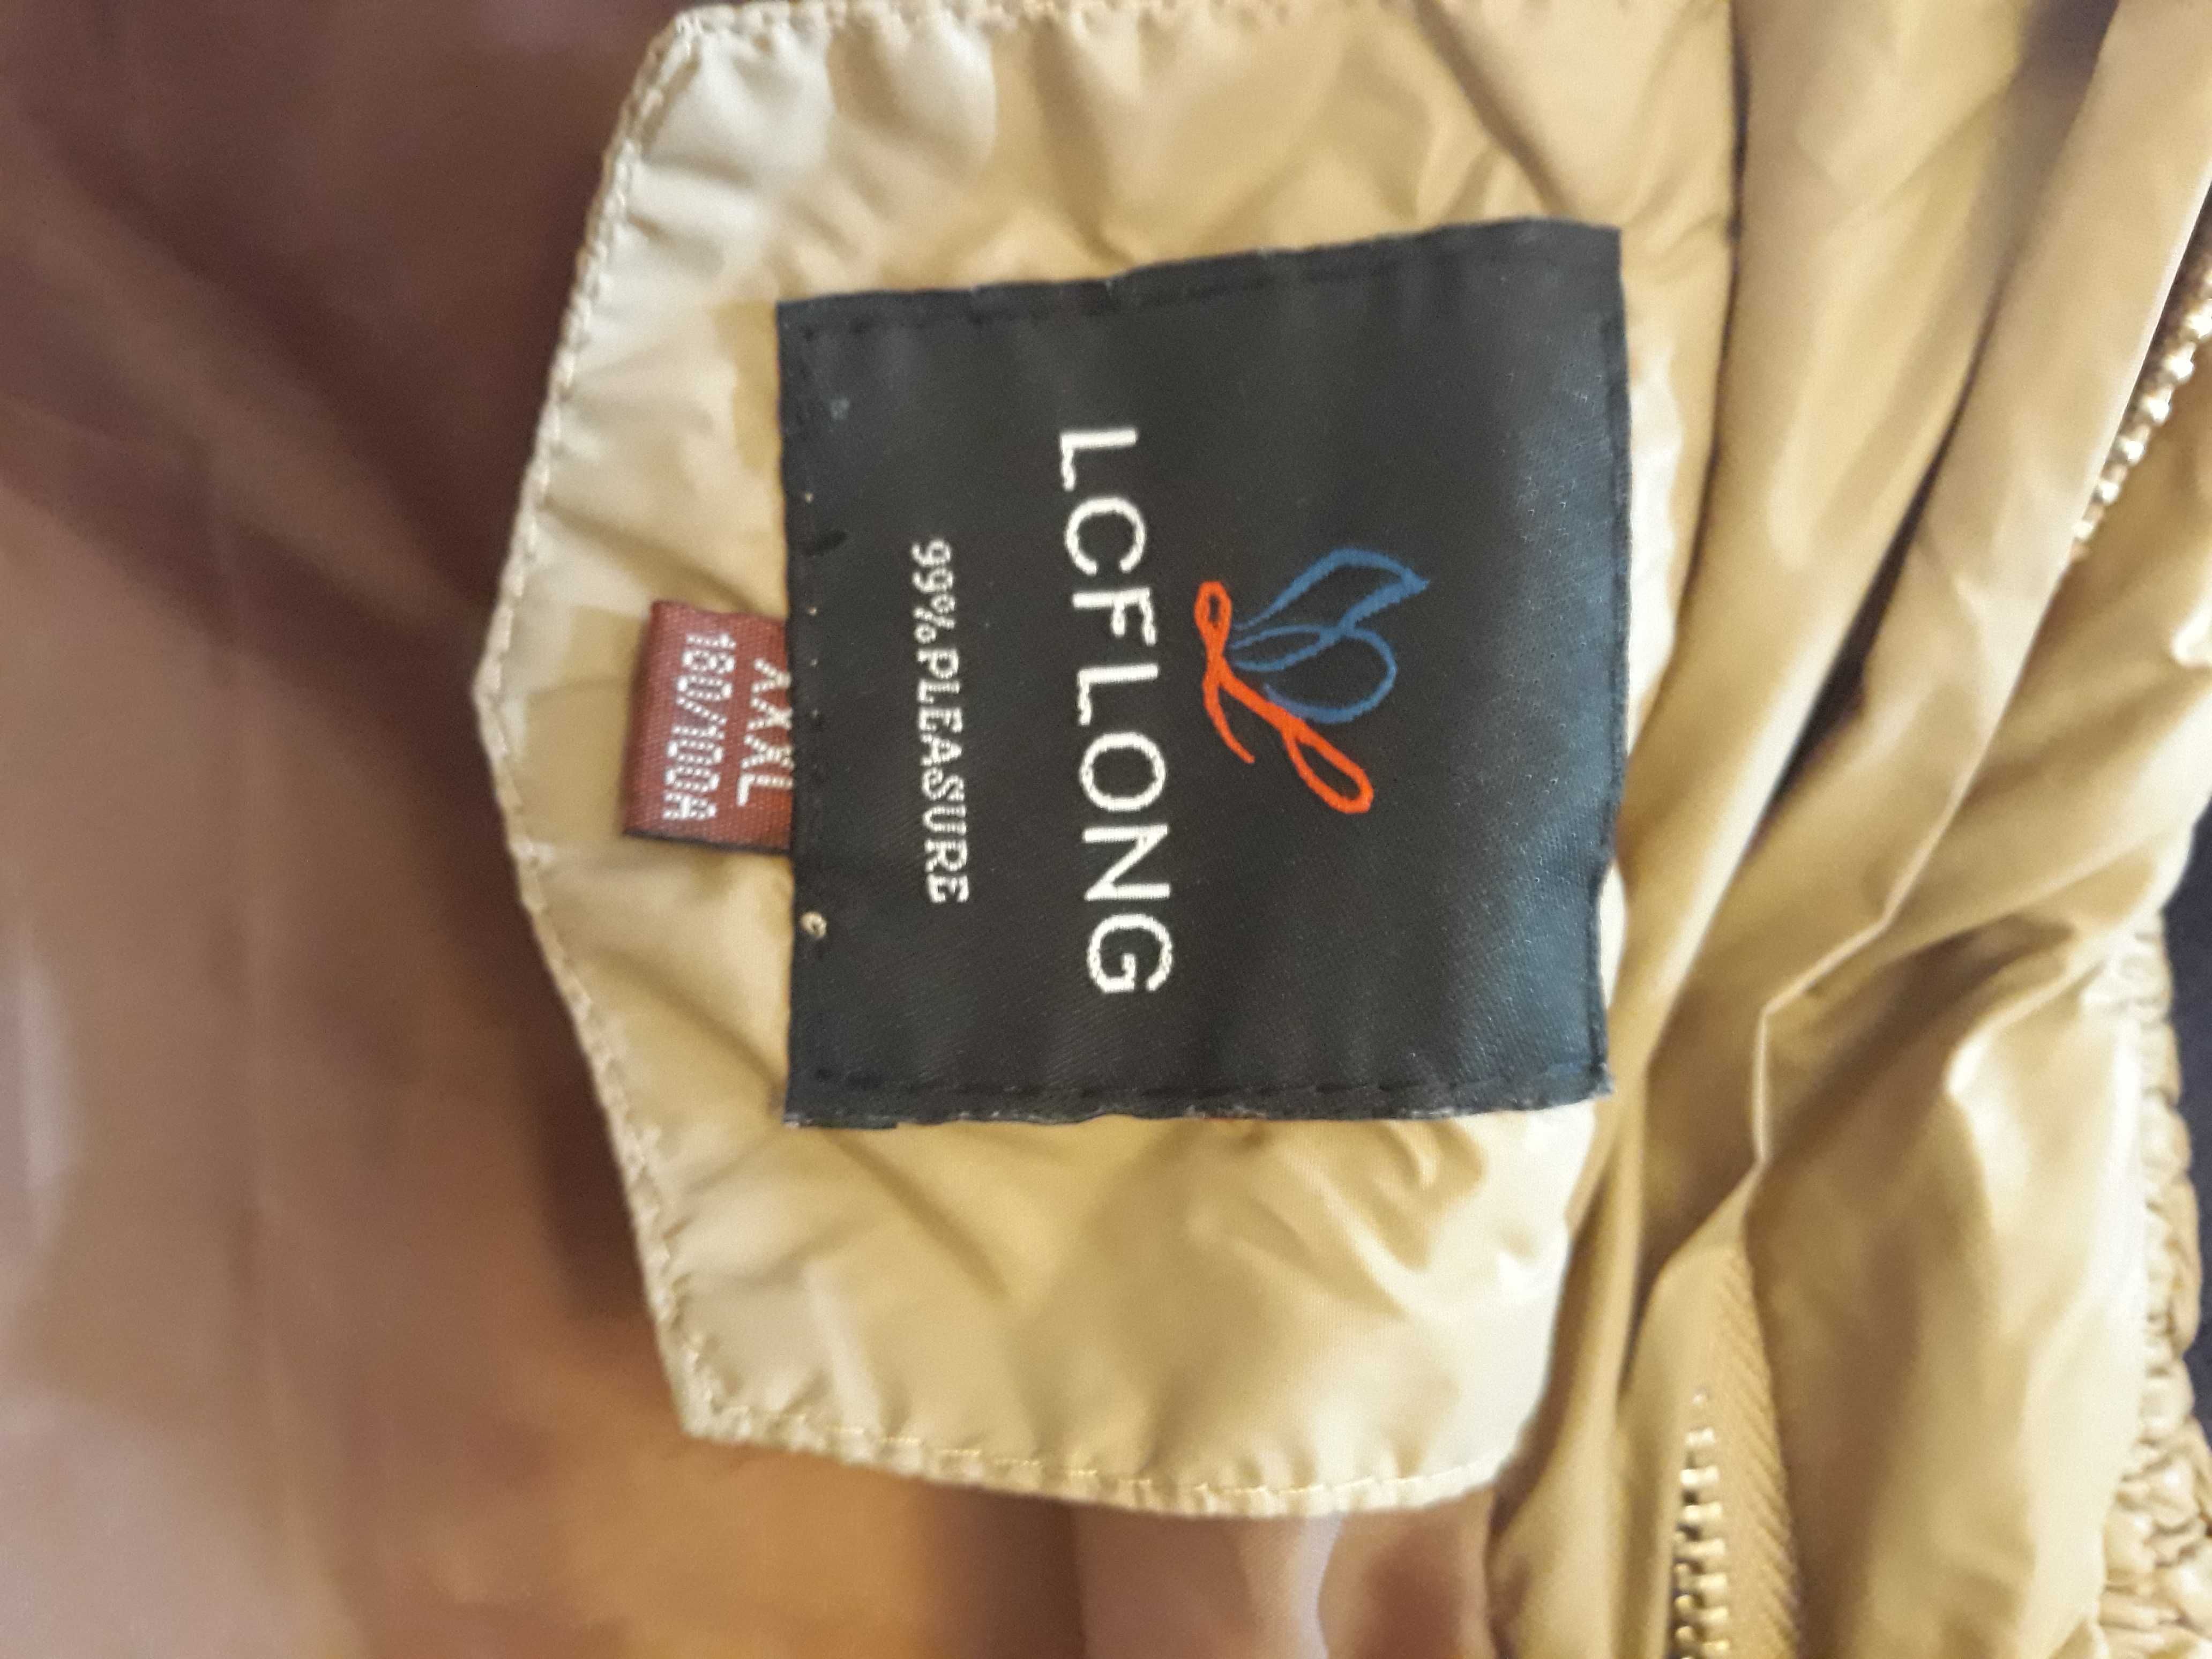 LCFLONG
99% PLEASURE
XXXL
180/100A